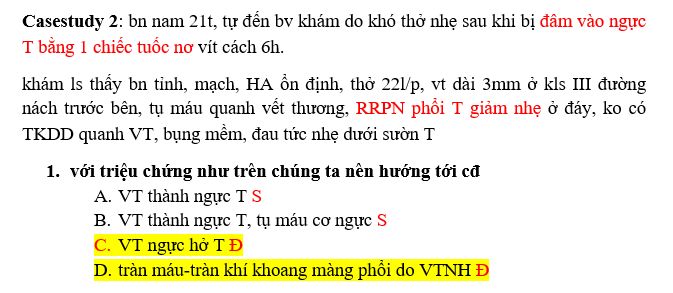 Casestudy 2: bn nam 21t, tự đến bv khám do khó thở nhẹ sau khi bị đâm vào ngực
T bằng 1 chiếc tuốc nơ vít cách 6h.
khám ls thấy bn tỉnh, mạch, HA ổn định, thở 22l/p, vt dài 3mm ở kls III đường
nách trước bên, tụ máu quanh vết thương, RRPN phổi T giảm nhẹ ở đáy, ko có
TKDD quanh VT, bụng mềm, đau tức nhẹ dưới sườn T
1. với triệu chứng như trên chúng ta nên hướng tới cđ
A. VT thành ngực T S
B. VT thành ngực T, tụ máu cơ ngực S
C. VT ngực hở T Đ
D. tràn máu-tràn khí khoang màng phổi do VTNH Đ